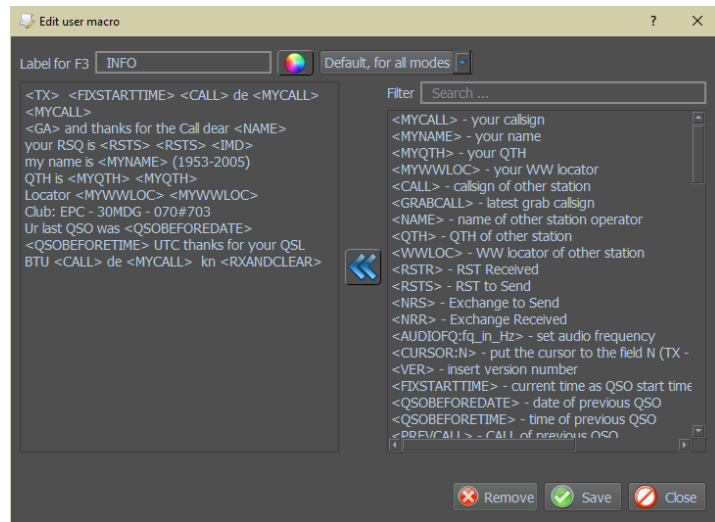 Edit user macro
Label for F3 INFO Default, for all modes
<TX> <FIXSTARTTIME> <CALL> de <MYCALL>
<MYCALL>
<GA> and thanks for the Call dear <NAME>
your RSQ is <RSTS> <RSTS> <IMD>
my name is <MYNAME> (1953-2005)
QTH is <MYQTH> <MYQTH>
Locator <MYWWLOC> <MYWWLOC>
Club: EPC - 30MDG - 070#703
Ur last QSO was <QSOBEFOREDATE>
<QSOBEFORETIME> UTC thanks for your QSL
BTU <CALL> de <MYCALL>  kn <RXANDCLEAR>
Filter Search ...
<MYCALL> - your callsign
<MYNAME> - your name
<MYQTH> - your QTH
<MYWWLOC> - your WW locator
<CALL> - callsign of other station
<GRABCALL> - latest grab callsign
<NAME> - name of other station operator
<QTH> - QTH of other station
<WWLOC> - WW locator of other station
<RSTR> - RST Received
<RSTS> - RST to Send
<NRS> - Exchange to Send
<NRR> - Exchange Received
<AUDIOFQ:fq_in_Hz> - set audio frequency
<CURSOR:N> - put the cursor to the field N (TX -
<VER> - insert version number
<FIXSTARTTIME> - current time as QSO start time
<QSOBEFOREDATE> - date of previous QSO
<QSOBEFORETIME> - time of previous QSO
<PREVCALL> - CALL of previous QSO
Remove Save Close